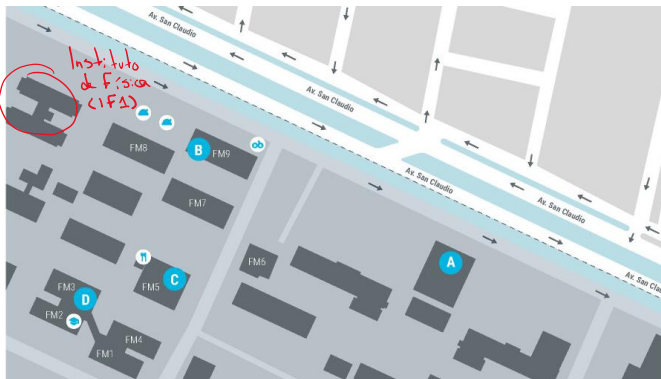 Av. San Claudio
Instituto
de Física
(IF1)
Av. San Claudio
Av. San Claudio
FM8
B
FM9
Av. San Claudio
Av. San Claudio
FM7
FM6
A
Av. San Clau
FM3
FM5
C
D
FM2
FM4
FM1